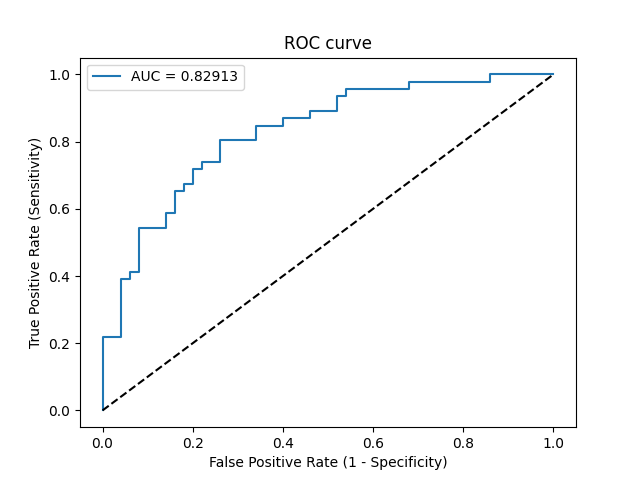 ROC curve
AUC = 0.82913
True Positive Rate (Sensitivity)
1.0
0.8
0.6
0.4
0.2
0.0
0.0 0.2 0.4 0.6 0.8 1.0
False Positive Rate (1 - Specificity)